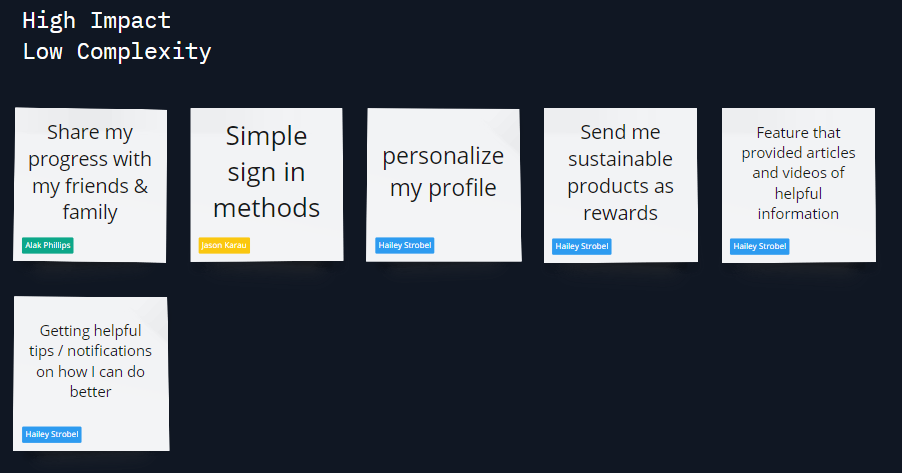 High Impact
Low Complexity
Share my
progress with
my friends &
family
Alak Phillips
Simple
sign in
methods
Jason Karau
personalize
my profile
Hailey Strobel
Send me
sustainable
products as
rewards
Hailey Strobel
Feature that
provided articles
and videos of
helpful
information
Hailey Strobel
Getting helpful
tips / notifications
on how I can do
better
Hailey Strobel